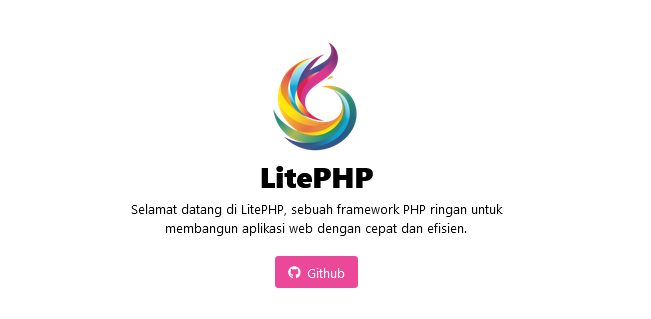 LitePHP
Selamat datang di LitePHP, sebuah framework PHP ringan untuk
membangun aplikasi web dengan cepat dan efisien.
Github